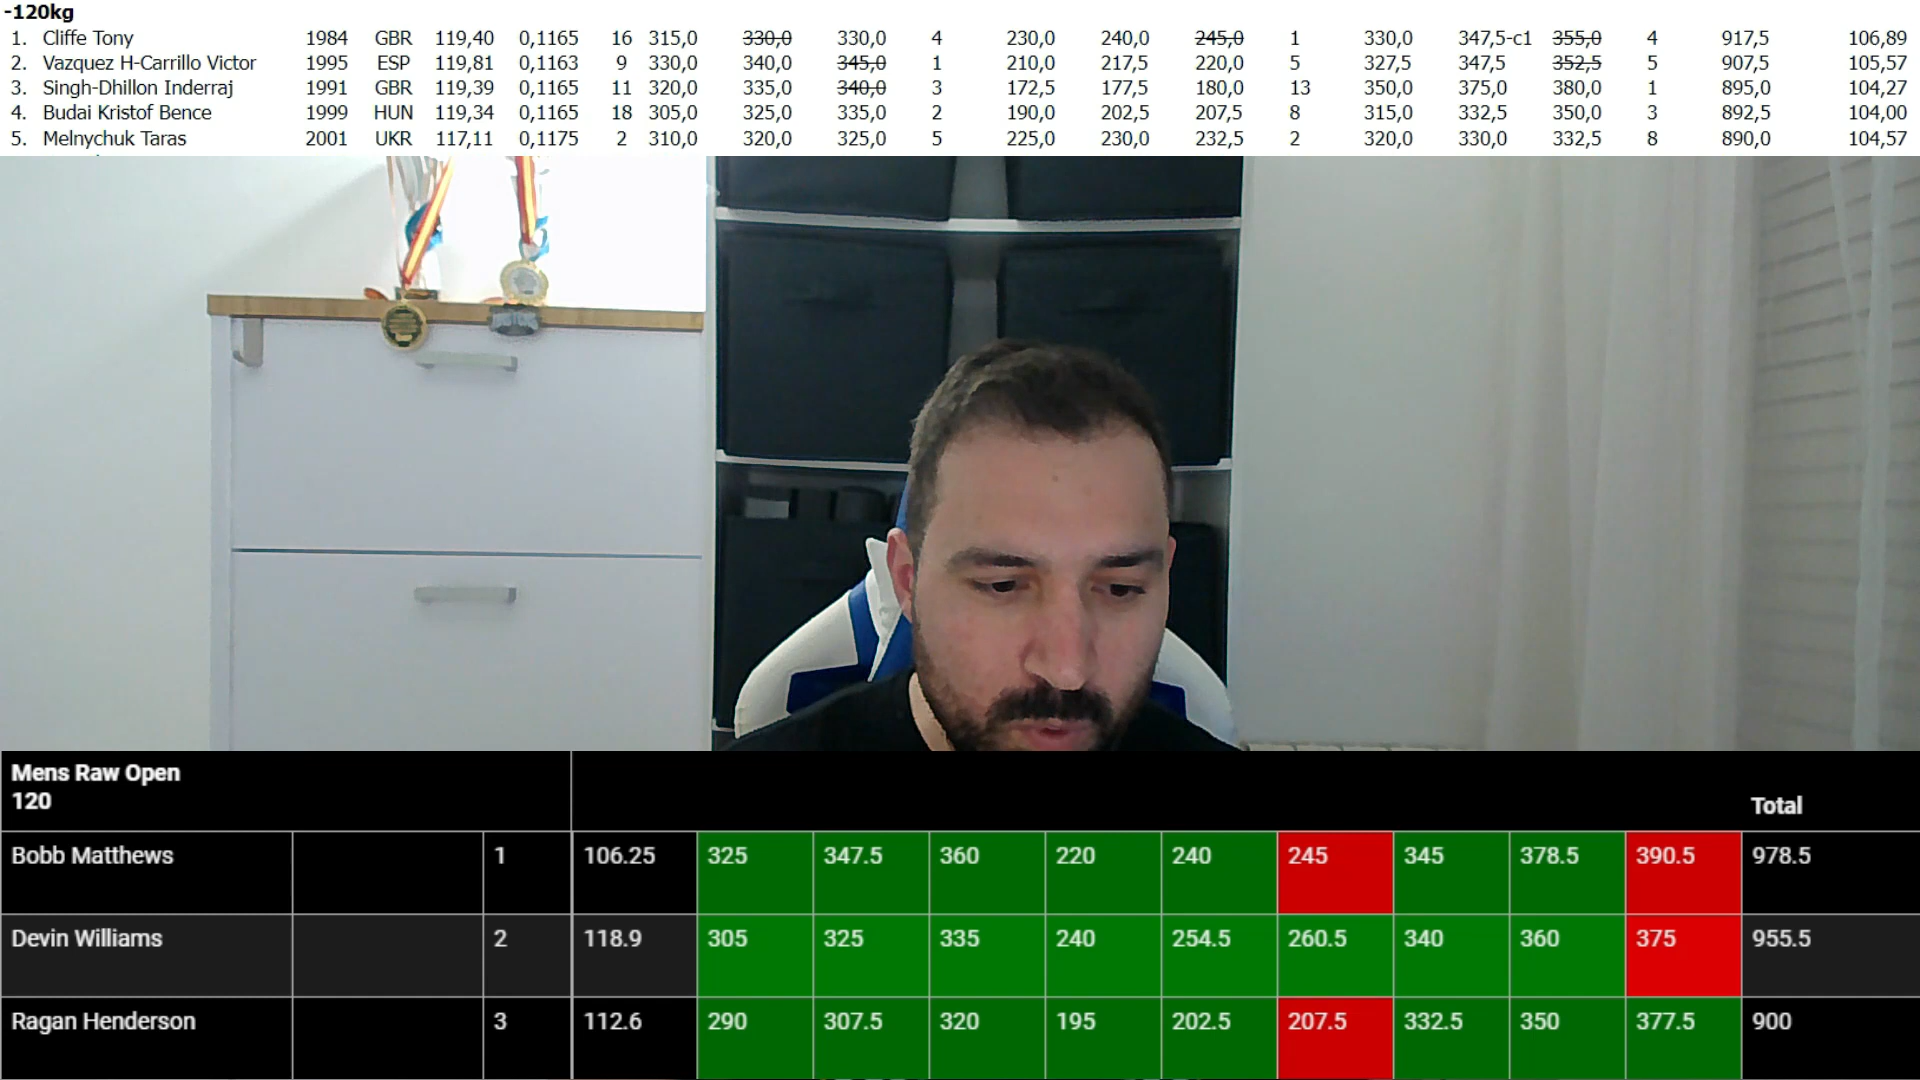 -120kg
1. Cliffe Tony 1984 GBR 119,40 0,1165 16 315,0 330,0 330,0 4 230,0 240,0 245,0 1 330,0 347,5-c1 355,0 4 917,5 106,89
2. Vazquez H-Carrillo Victor 1995 ESP 119,81 0,1163 9 330,0 340,0 345,0 1 210,0 217,5 220,0 5 327,5 347,5 352,5 5 907,5 105,57
3. Singh-Dhillon Inderraj 1991 GBR 119,39 0,1165 11 320,0 335,0 340,0 3 172,5 177,5 180,0 13 350,0 375,0 380,0 1 895,0 104,27
4. Budai Kristof Bence 1999 HUN 119,34 0,1165 18 305,0 325,0 335,0 2 190,0 202,5 207,5 8 315,0 332,5 350,0 3 892,5 104,00
5. Melnychuk Taras 2001 UKR 117,11 0,1175 2 310,0 320,0 325,0 5 225,0 230,0 232,5 2 320,0 330,0 332,5 8 890,0 104,57
Mens Raw Open
120
Total
Bobb Matthews 1 106.25 325 347.5 360 220 240 245 345 378.5 390.5 978.5
Devin Williams 2 118.9 305 325 335 240 254.5 260.5 340 360 375 955.5
Ragan Henderson 3 112.6 290 307.5 320 195 202.5 207.5 332.5 350 377.5 900